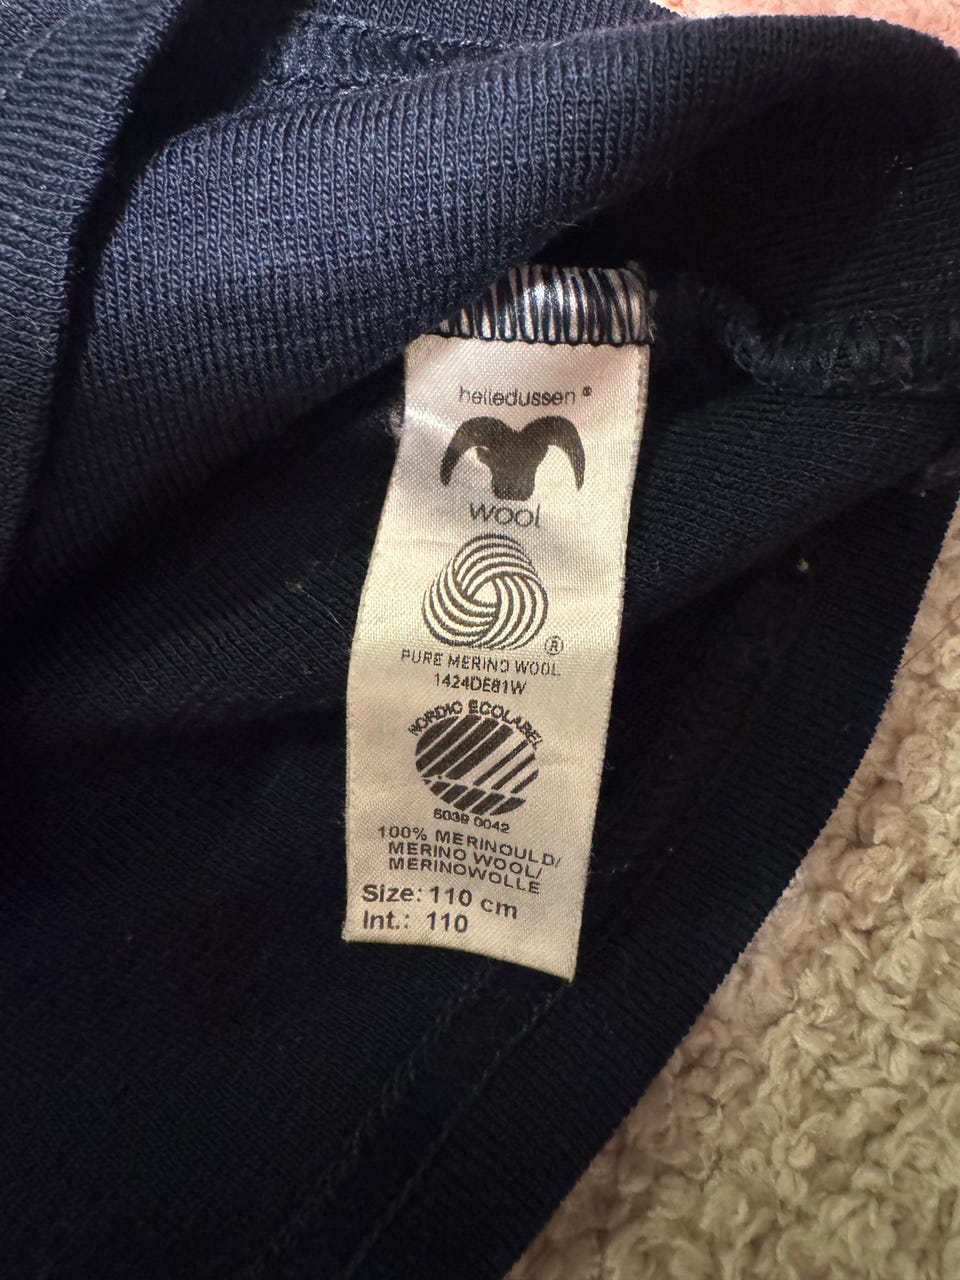 helledussen ®
wool
®
PURE MERINO WOOL
1424DE81W
NORDIC ECOLABEL
5039 0042
100% MERINOULD/
MERINO WOOL/
MERINOWOLLE
Size: 110 cm
Int.: 110